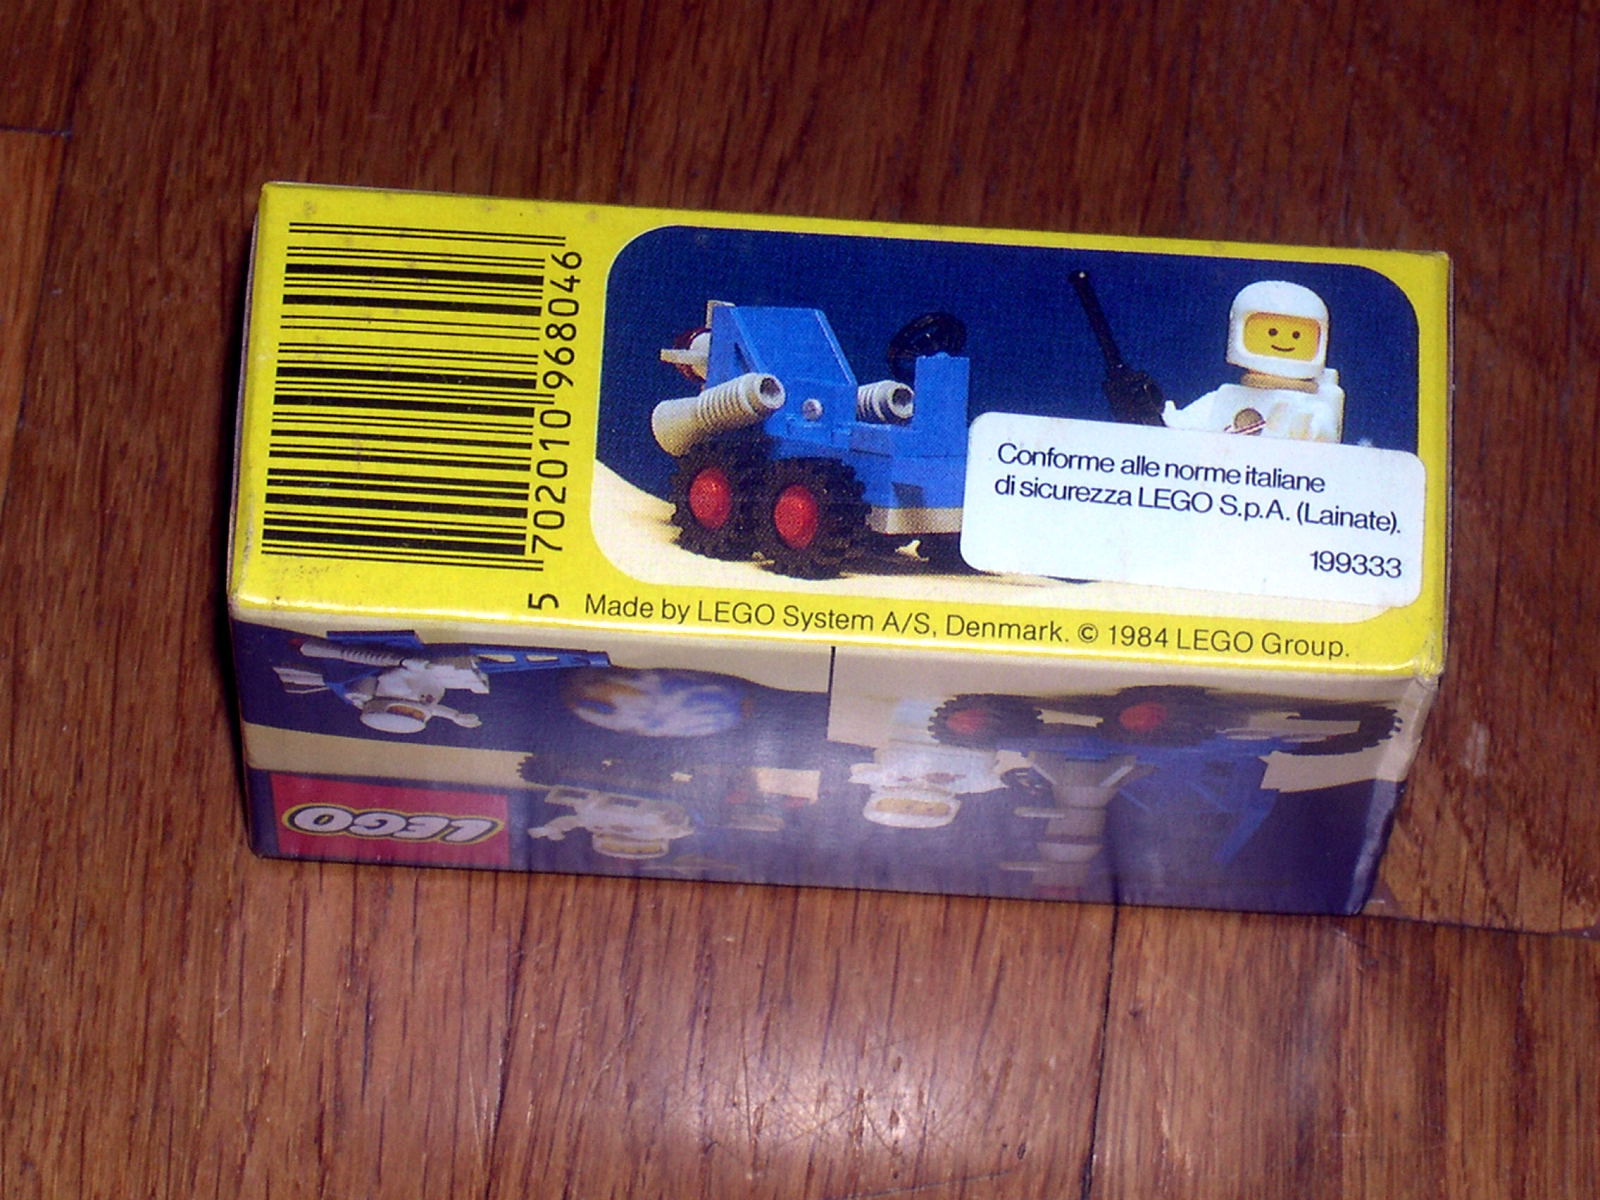 5 702010 968046
Conforme alle norme italiane
di sicurezza LEGO S.p.A. (Lainate).
199333
Made by LEGO System A/S, Denmark. © 1984 LEGO Group.
LEGO